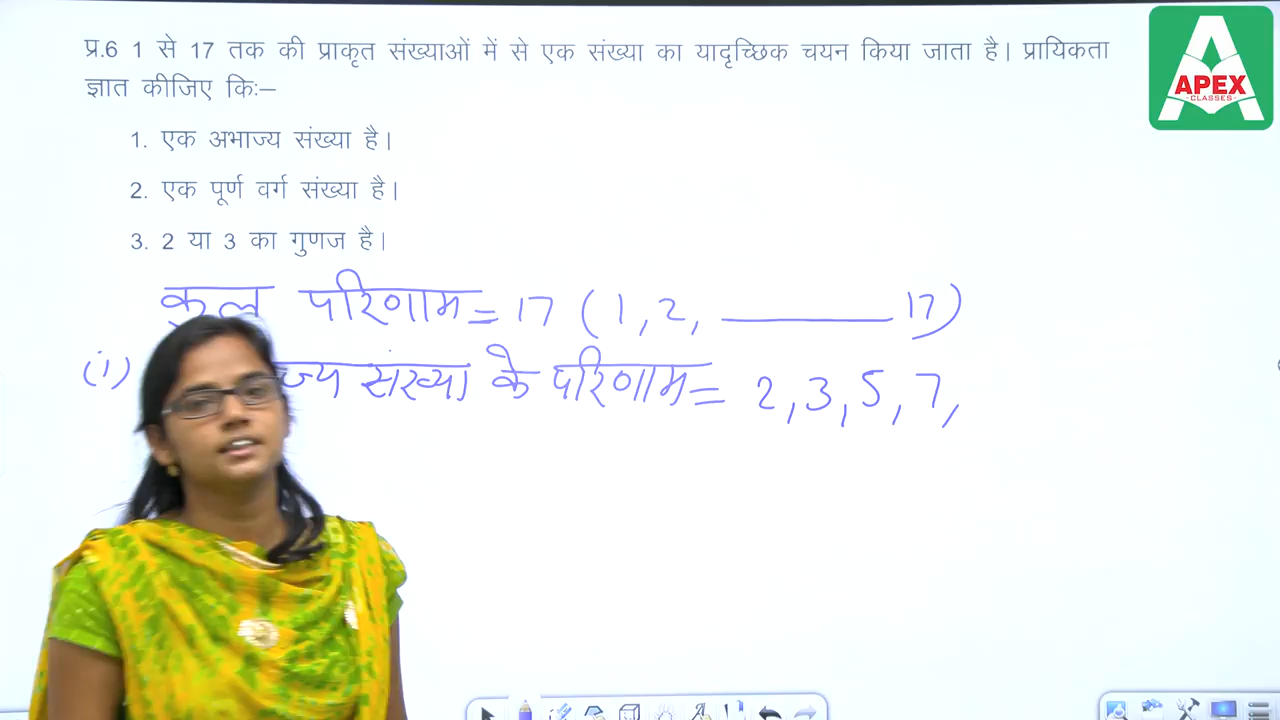 प्र.6 1 से 17 तक की प्राकृत संख्याओं में से एक संख्या का यादृच्छिक चयन किया जाता है। प्रायिकता
ज्ञात कीजिए कि:–
1. एक अभाज्य संख्या है।
2. एक पूर्ण वर्ग संख्या है।
3. 2 या 3 का गुणज है।
कुल परिणाम = 17 (1, 2, ______ 17)
(i) ज्य संख्या के परिणाम = 2, 3, 5, 7,
APEX
-CLASSES-